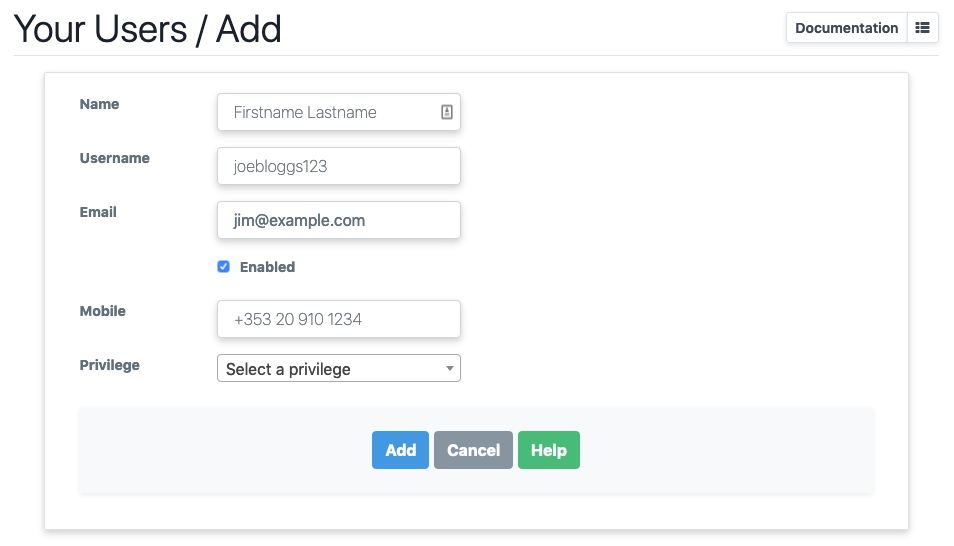 Your Users / Add
Documentation
Name
Firstname Lastname
Username
joebloggs123
Email
jim@example.com
Enabled
Mobile
+353 20 910 1234
Privilege
Select a privilege
Add Cancel Help